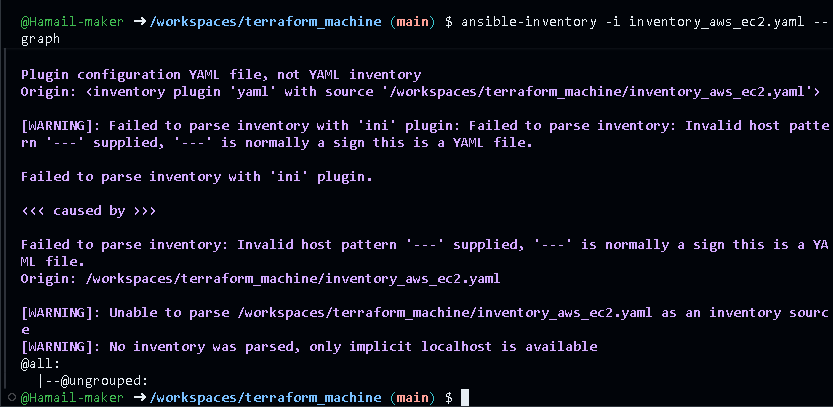 @Hamail-maker ➜/workspaces/terraform_machine (main) $ ansible-inventory -i inventory_aws_ec2.yaml --
graph
Plugin configuration YAML file, not YAML inventory
Origin: <inventory plugin 'yaml' with source '/workspaces/terraform_machine/inventory_aws_ec2.yaml'>
[WARNING]: Failed to parse inventory with 'ini' plugin: Failed to parse inventory: Invalid host patte
rn '---' supplied, '---' is normally a sign this is a YAML file.
Failed to parse inventory with 'ini' plugin.
<<< caused by >>>
Failed to parse inventory: Invalid host pattern '---' supplied, '---' is normally a sign this is a YA
ML file.
Origin: /workspaces/terraform_machine/inventory_aws_ec2.yaml
[WARNING]: Unable to parse /workspaces/terraform_machine/inventory_aws_ec2.yaml as an inventory sourc
e
[WARNING]: No inventory was parsed, only implicit localhost is available
@all:
  |--@ungrouped:
@Hamail-maker ➜/workspaces/terraform_machine (main) $